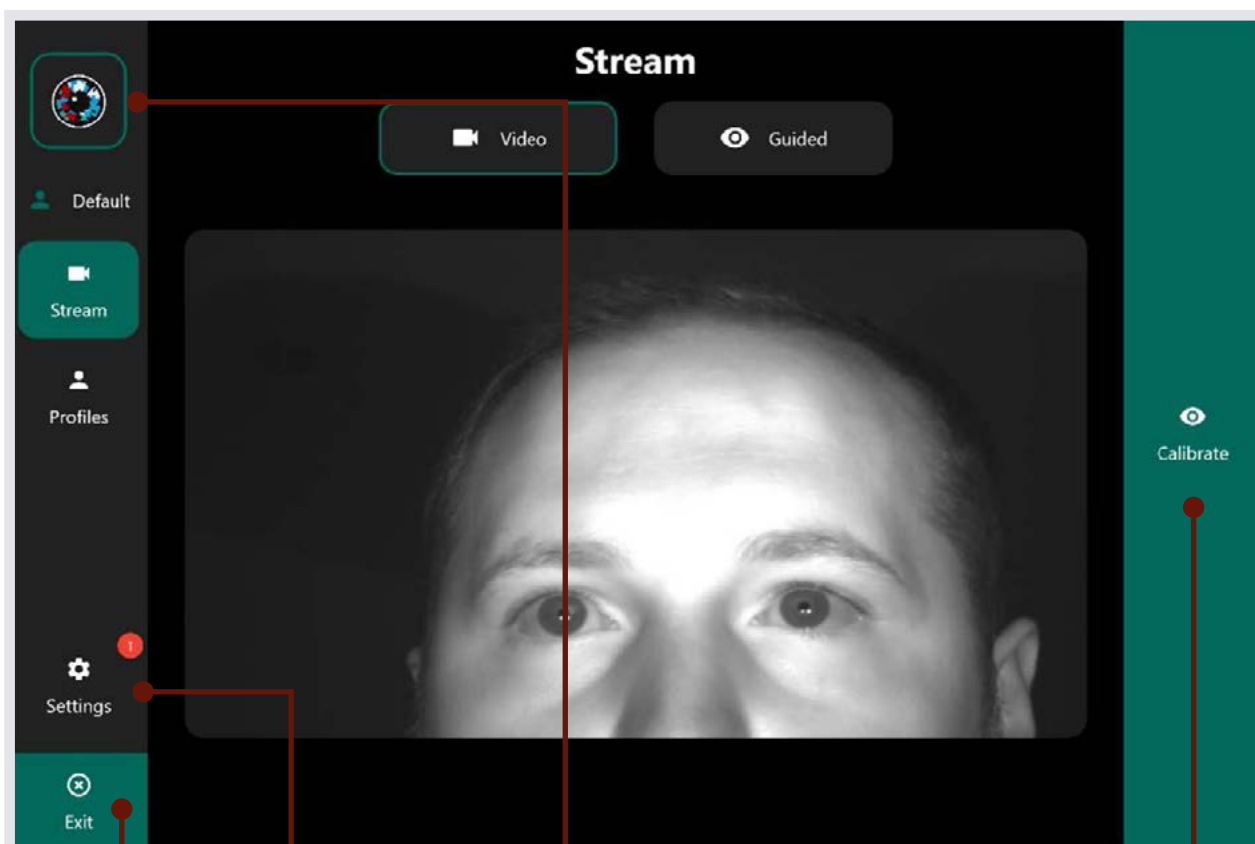 Stream
Video
Guided
Default
Stream
Profiles
Calibrate
1
Settings
Exit